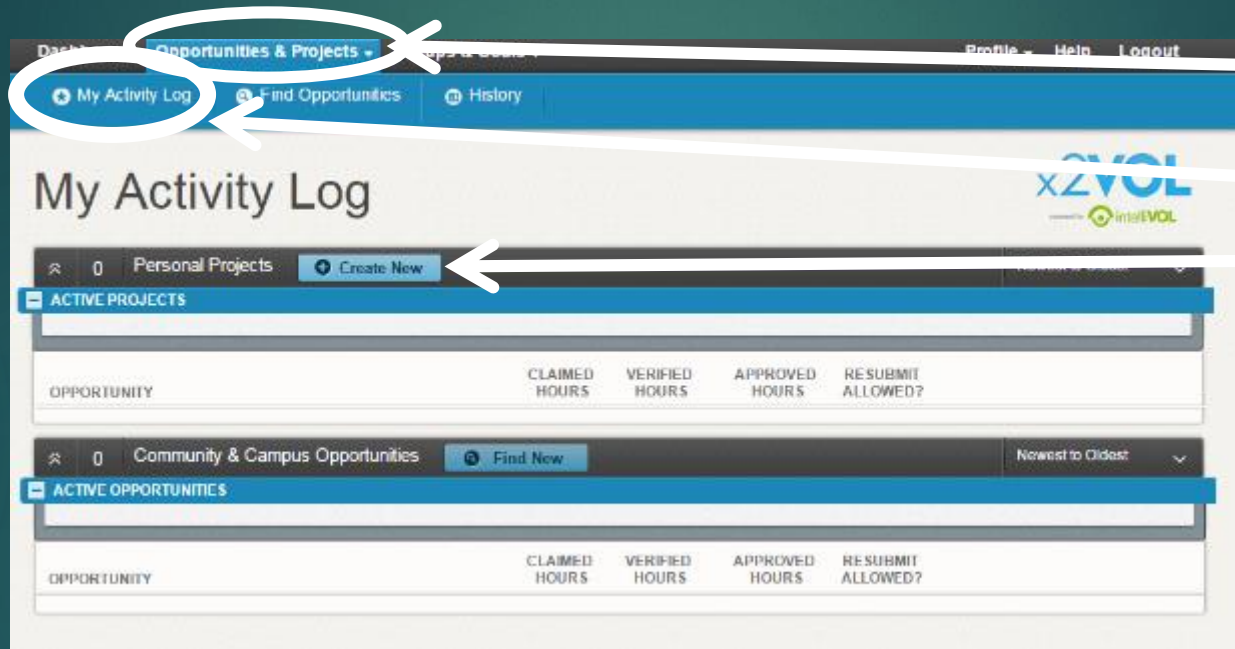 Opportunities & Projects
Profile Help Logout
My Activity Log Find Opportunities History
My Activity Log
x2VOL
intelliVOL
0 Personal Projects Create New
ACTIVE PROJECTS
OPPORTUNITY CLAIMED HOURS VERIFIED HOURS APPROVED HOURS RESUBMIT ALLOWED?
0 Community & Campus Opportunities Find New Newest to Oldest
ACTIVE OPPORTUNITIES
OPPORTUNITY CLAIMED HOURS VERIFIED HOURS APPROVED HOURS RESUBMIT ALLOWED?